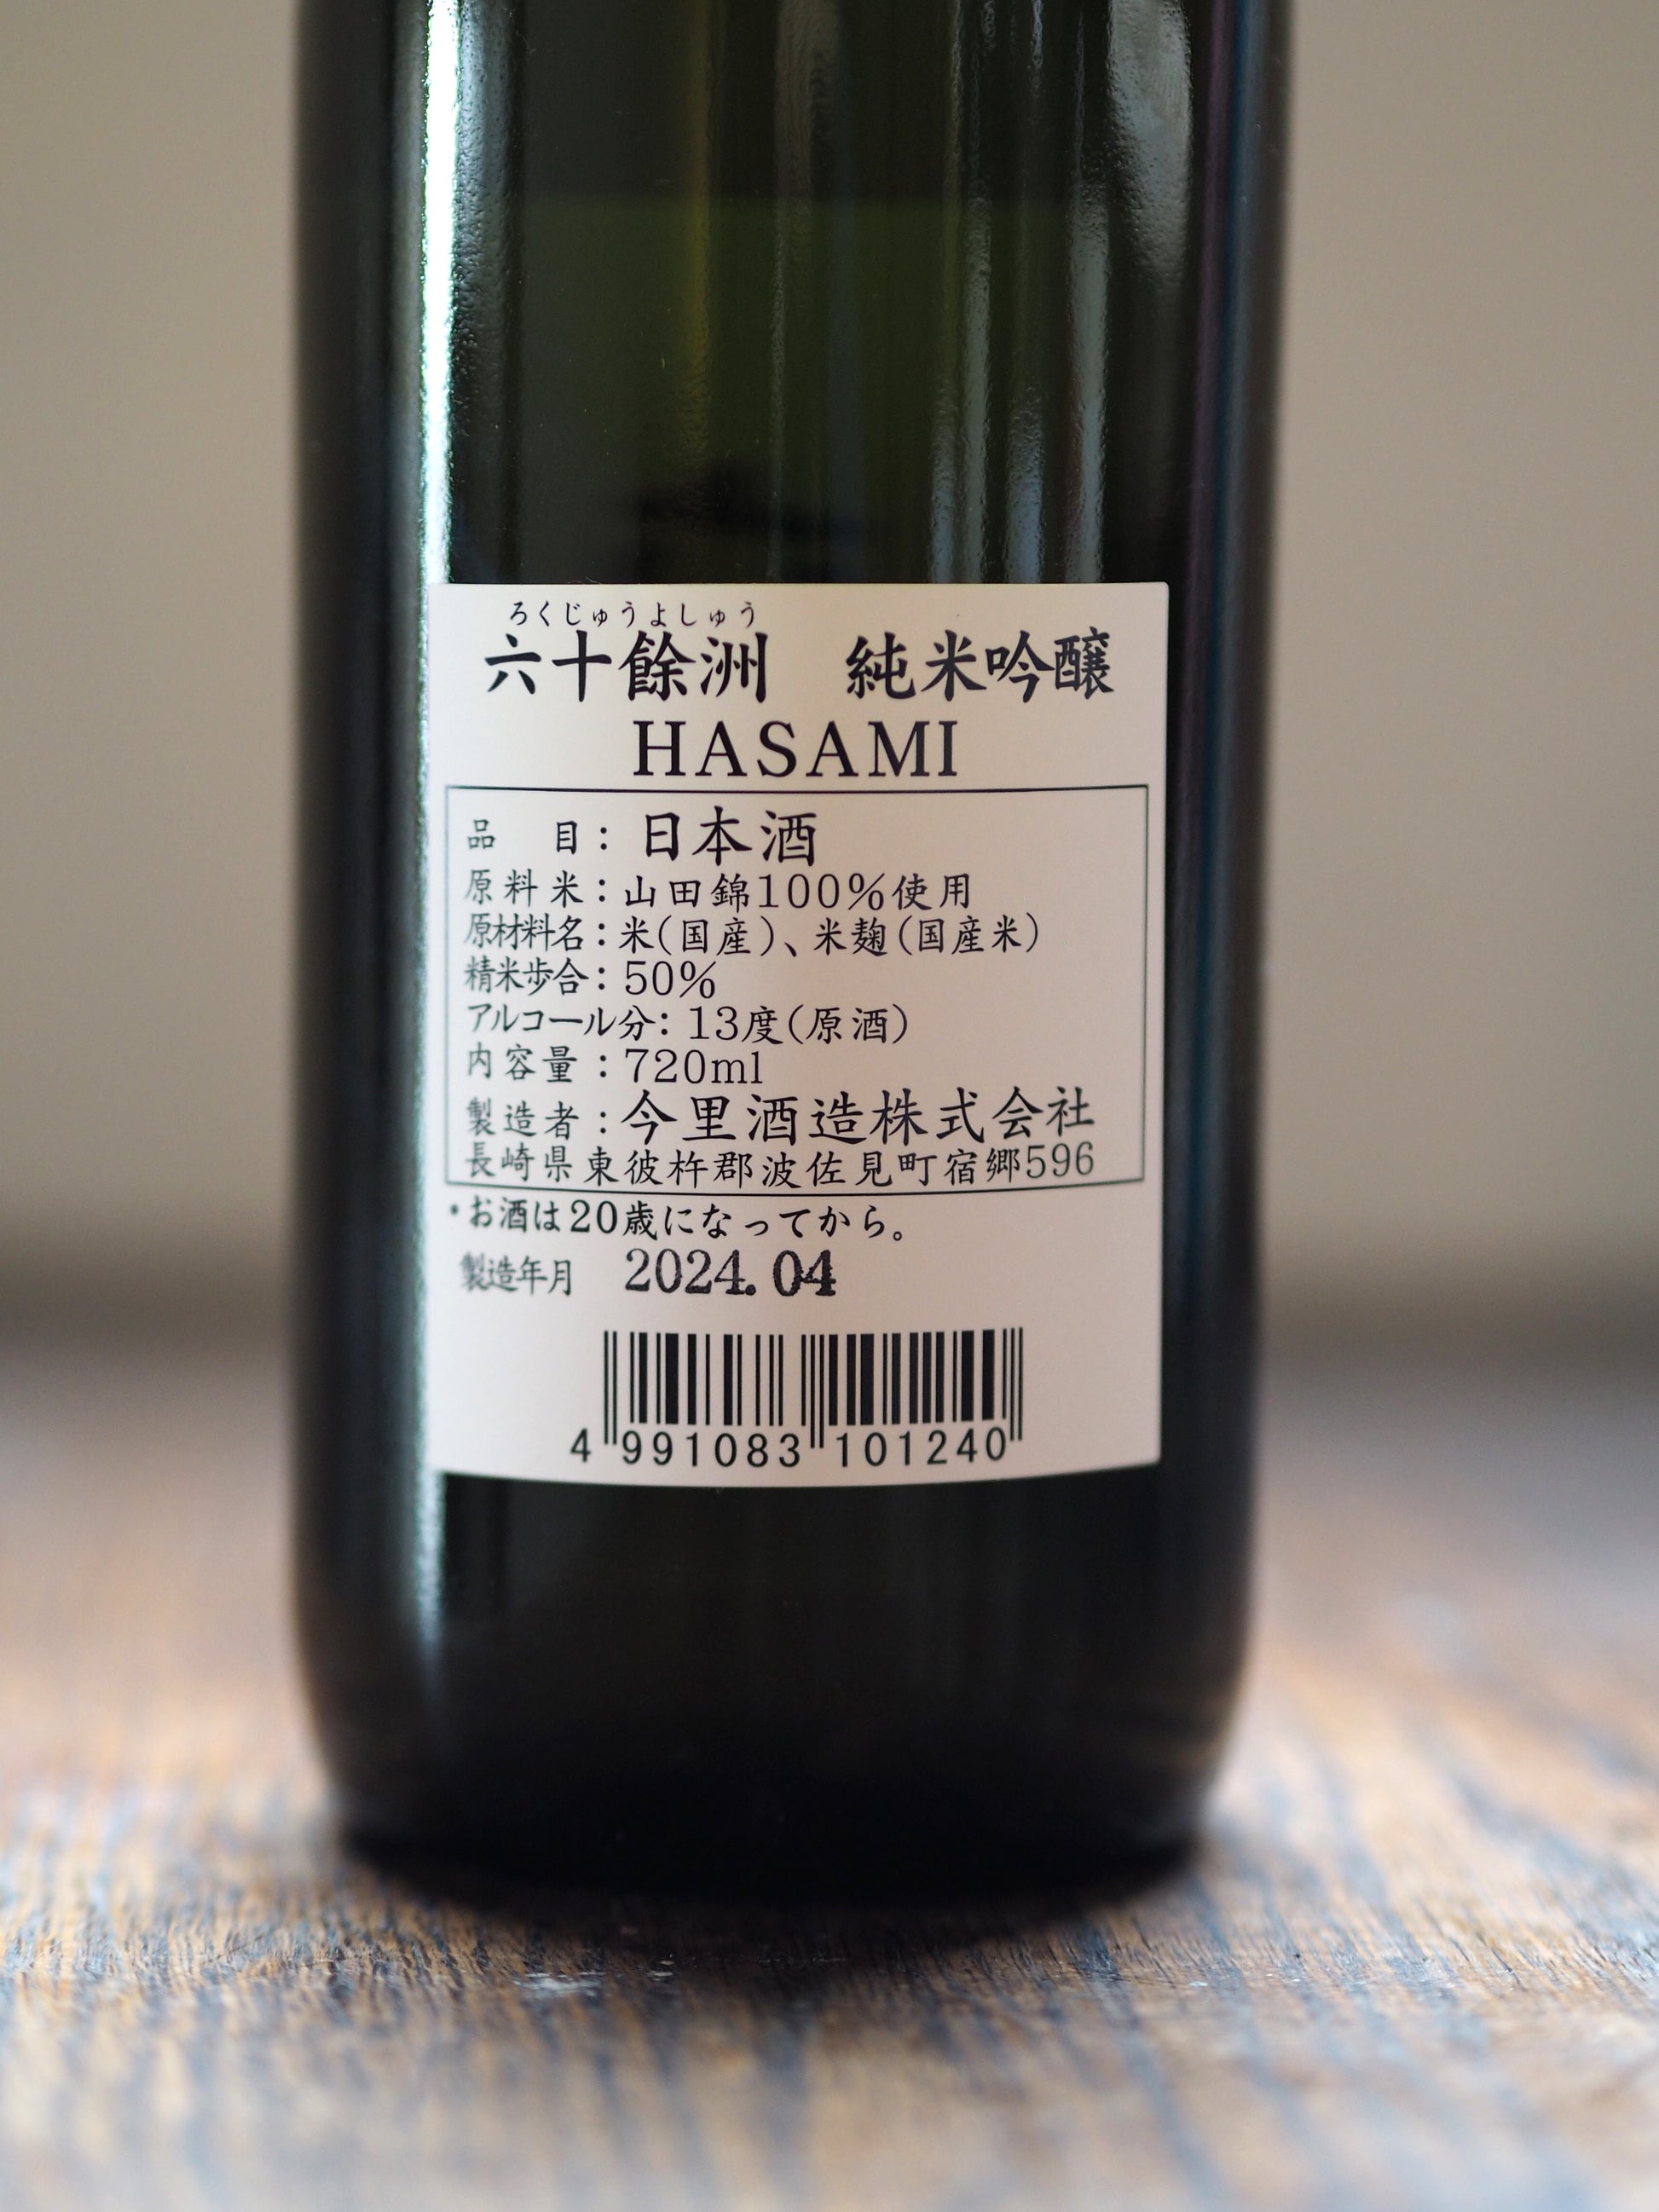 ろくじゅうよしゅう
六十餘洲 純米吟醸
HASAMI
品 目：日本酒
原料米：山田錦100%使用
原材料名：米(国産)、米麹(国産米)
精米歩合：50%
アルコール分：13度(原酒)
内容量：720ml
製造者：今里酒造株式会社
長崎県東彼杵郡波佐見町宿郷596
・お酒は20歳になってから。
製造年月 2024.04
4 991083 101240